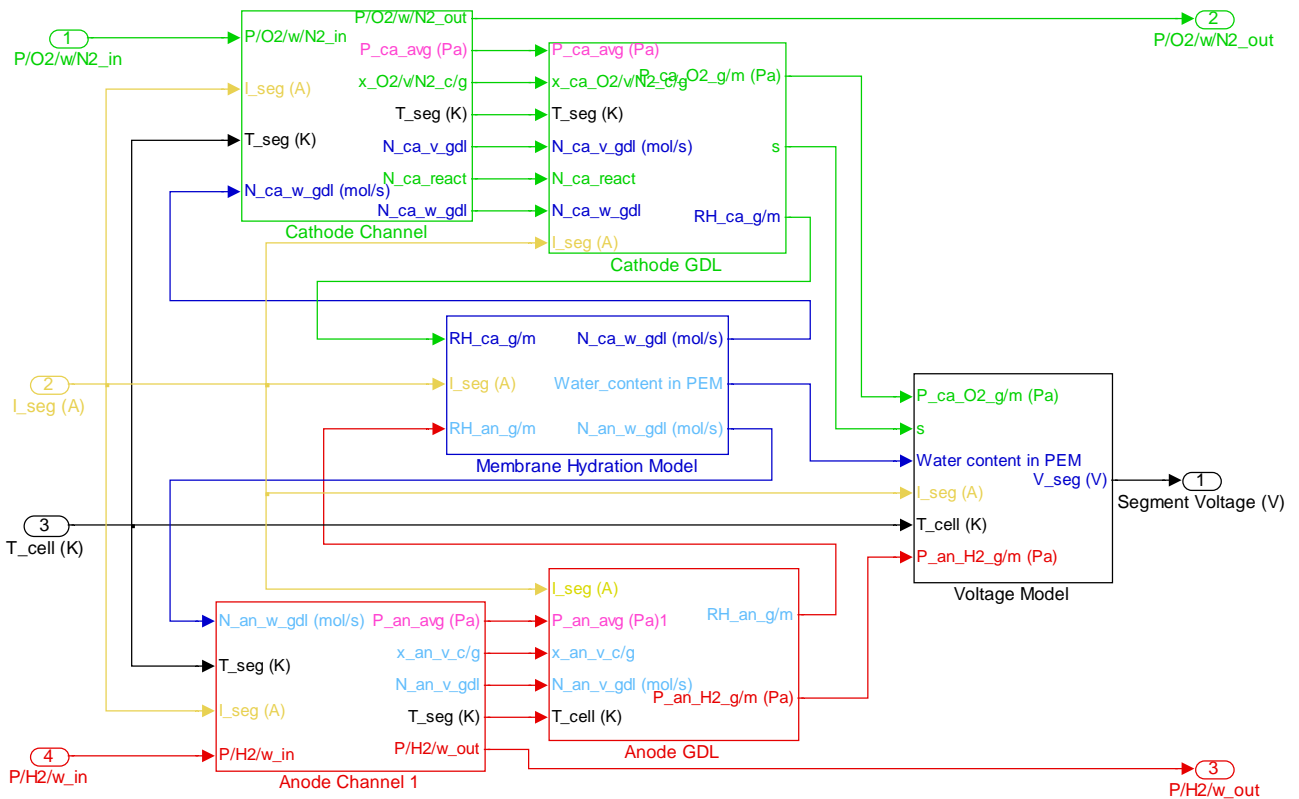 1
P/O2/w/N2_in
P/O2/w/N2_in
I_seg (A)
T_seg (K)
N_ca_w_gdl (mol/s)
P/O2/w/N2_out
P_ca_avg (Pa)
x_O2/v/N2_c/g
T_seg (K)
N_ca_v_gdl
N_ca_react
N_ca_w_gdl
Cathode Channel
P_ca_avg (Pa)
x_ca_O2/v/N2_c/g
T_seg (K)
N_ca_v_gdl (mol/s)
N_ca_react
N_ca_w_gdl
I_seg (A)
P_ca_O2_g/m (Pa)
s
RH_ca_g/m
Cathode GDL
2
P/O2/w/N2_out
2
I_seg (A)
RH_ca_g/m
I_seg (A)
RH_an_g/m
N_ca_w_gdl (mol/s)
Water_content in PEM
N_an_w_gdl (mol/s)
Membrane Hydration Model
P_ca_O2_g/m (Pa)
s
Water content in PEM
I_seg (A)
T_cell (K)
P_an_H2_g/m (Pa)
V_seg (V)
Voltage Model
1
Segment Voltage (V)
3
T_cell (K)
N_an_w_gdl (mol/s)
T_seg (K)
I_seg (A)
P/H2/w_in
P_an_avg (Pa)
x_an_v_c/g
N_an_v_gdl
T_seg (K)
P/H2/w_out
Anode Channel 1
I_seg (A)
P_an_avg (Pa)1
x_an_v_c/g
N_an_v_gdl (mol/s)
T_cell (K)
RH_an_g/m
P_an_H2_g/m (Pa)
Anode GDL
4
P/H2/w_in
3
P/H2/w_out